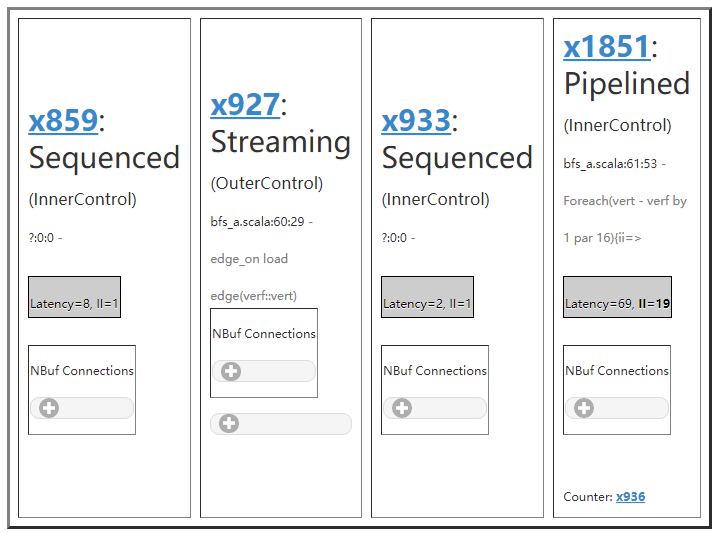 x859:
Sequenced
(InnerControl)
?:0:0 -
Latency=8, II=1
NBuf Connections
x927:
Streaming
(OuterControl)
bfs_a.scala:60:29 -
edge_on load
edge(verf::vert)
NBuf Connections
x933:
Sequenced
(InnerControl)
?:0:0 -
Latency=2, II=1
NBuf Connections
x1851:
Pipelined
(InnerControl)
bfs_a.scala:61:53 -
Foreach(vert - verf by
1 par 16){ii=>
Latency=69, II=19
NBuf Connections
Counter: x936